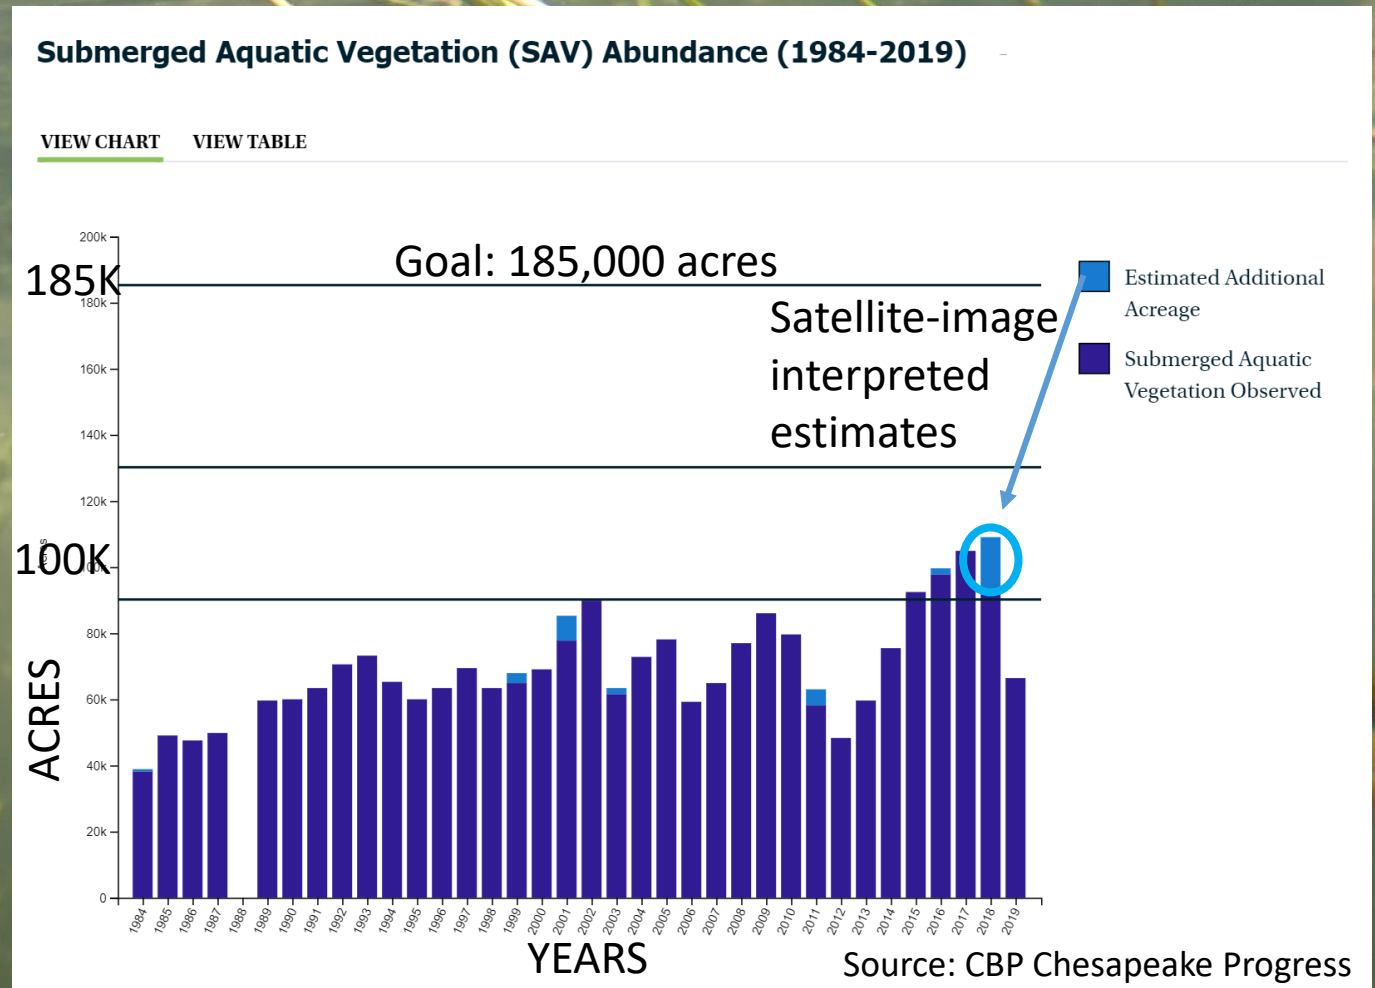 Submerged Aquatic Vegetation (SAV) Abundance (1984-2019)
VIEW CHART VIEW TABLE
200k
Goal: 185,000 acres
185K
180k
Satellite-image
interpreted
estimates
Estimated Additional
Acreage
Submerged Aquatic
Vegetation Observed
160k
140k
120k
100K
80k
60k
40k
20k
0
ACRES
1984 1985 1986 1987 1988 1989 1990 1991 1992 1993 1994 1995 1996 1997 1998 1999 2000 2001 2002 2003 2004 2005 2006 2007 2008 2009 2010 2011 2012 2013 2014 2015 2016 2017 2018 2019
YEARS
Source: CBP Chesapeake Progress